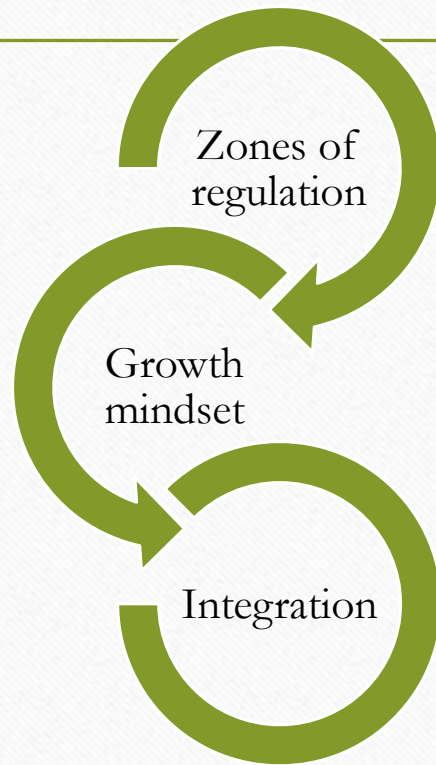 Zones of
regulation
Growth
mindset
Integration